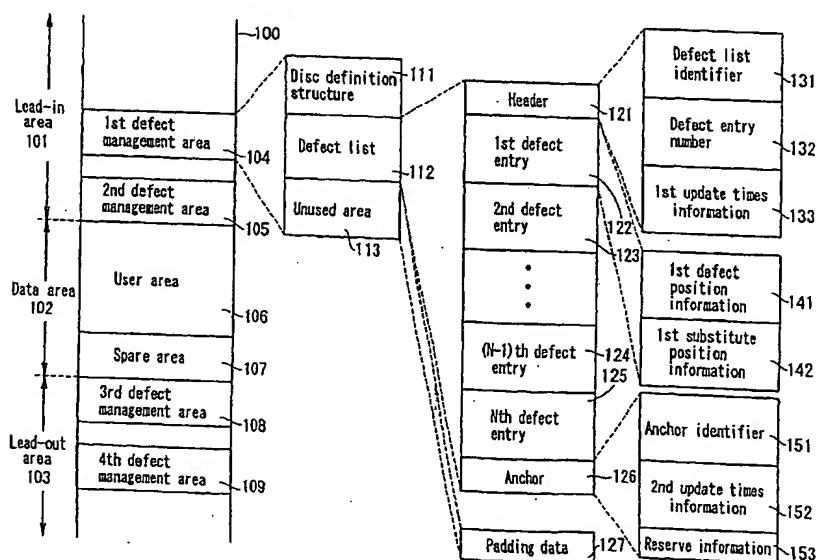 100
Lead-in
area
101
1st defect
management area
104
2nd defect
management area
105
Data area
102
User area
106
Spare area
107
3rd defect
management area
108
Lead-out
area
103
4th defect
management area
109
Disc definition
structure
111
Defect list
112
Unused area
113
Header
121
1st defect
entry
122
2nd defect
entry
123
(N-1)th defect
entry
124
125
Nth defect
entry
Anchor
126
Padding data
127
Defect list
identifier
131
Defect entry
number
132
1st update times
information
133
1st defect
position
information
141
1st substitute
position
information
142
Anchor identifier
151
2nd update times
information
152
Reserve information
153